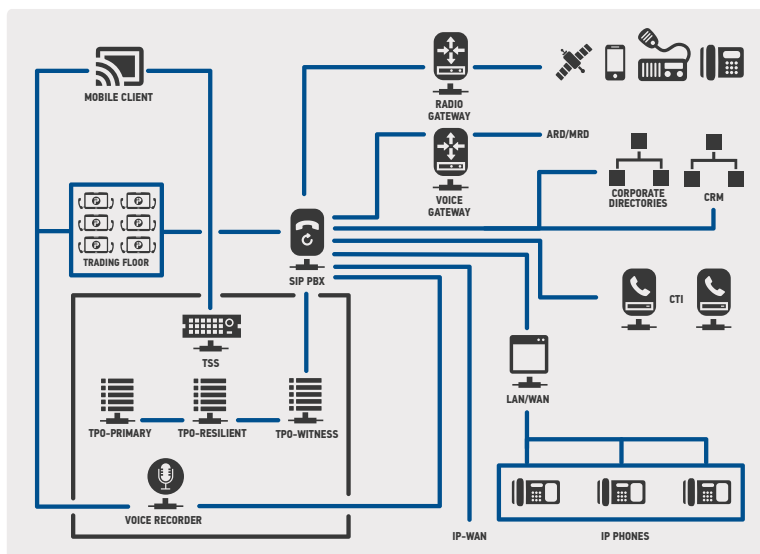 MOBILE CLIENT
RADIO
GATEWAY
ARD/MRD
VOICE
GATEWAY
CORPORATE
DIRECTORIES
CRM
TRADING FLOOR
SIP PBX
CTI
TSS
LAN/WAN
TPO-PRIMARY
TPO-RESILIENT
TPO-WITNESS
VOICE RECORDER
IP-WAN
IP PHONES